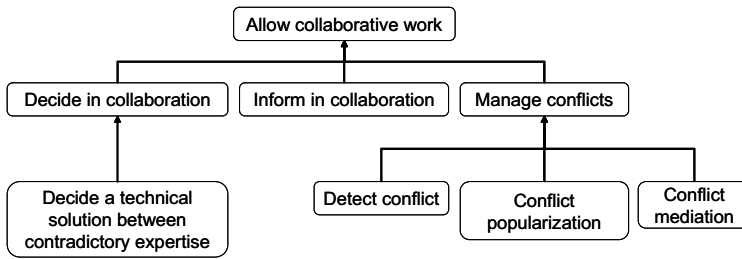 Allow collaborative work
Decide in collaboration
Inform in collaboration
Manage conflicts
Decide a technical
solution between
contradictory expertise
Detect conflict
Conflict
popularization
Conflict
mediation